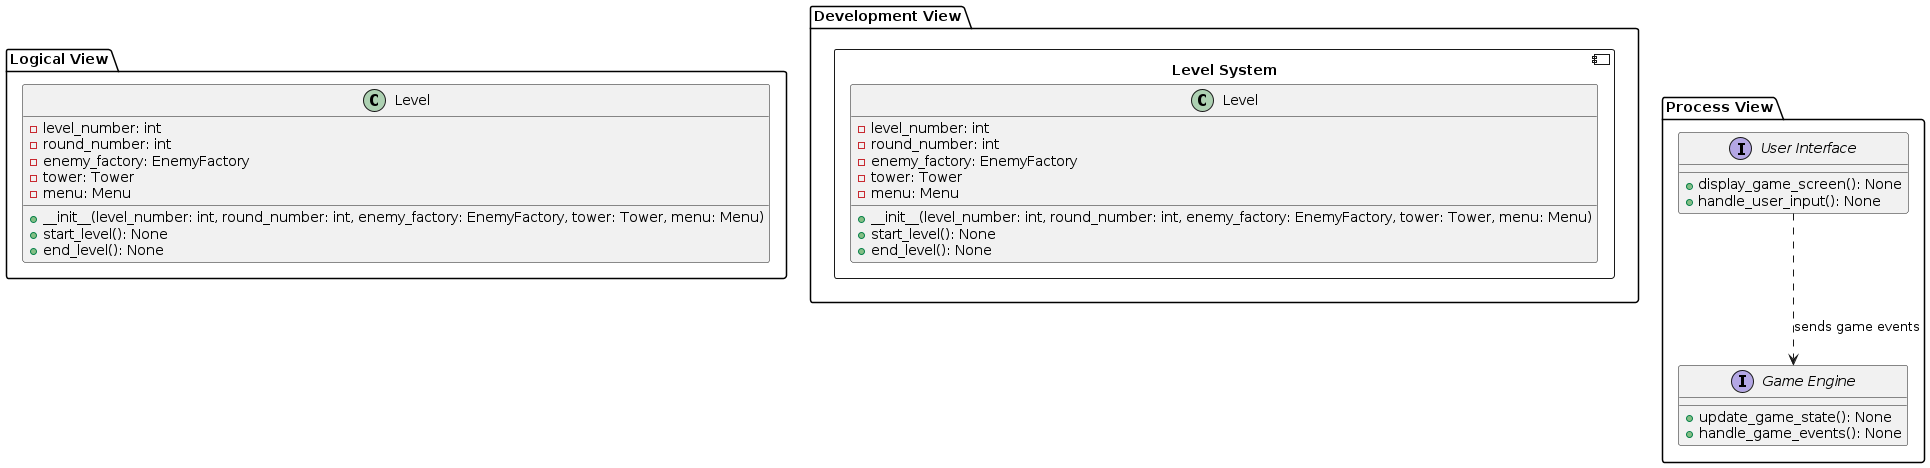 Logical View
C Level
level_number: int
round_number: int
enemy_factory: EnemyFactory
tower: Tower
menu: Menu
__init__(level_number: int, round_number: int, enemy_factory: EnemyFactory, tower: Tower, menu: Menu)
start_level(): None
end_level(): None
Development View
Level System
C Level
level_number: int
round_number: int
enemy_factory: EnemyFactory
tower: Tower
menu: Menu
__init__(level_number: int, round_number: int, enemy_factory: EnemyFactory, tower: Tower, menu: Menu)
start_level(): None
end_level(): None
Process View
I User Interface
display_game_screen(): None
handle_user_input(): None
sends game events
I Game Engine
update_game_state(): None
handle_game_events(): None